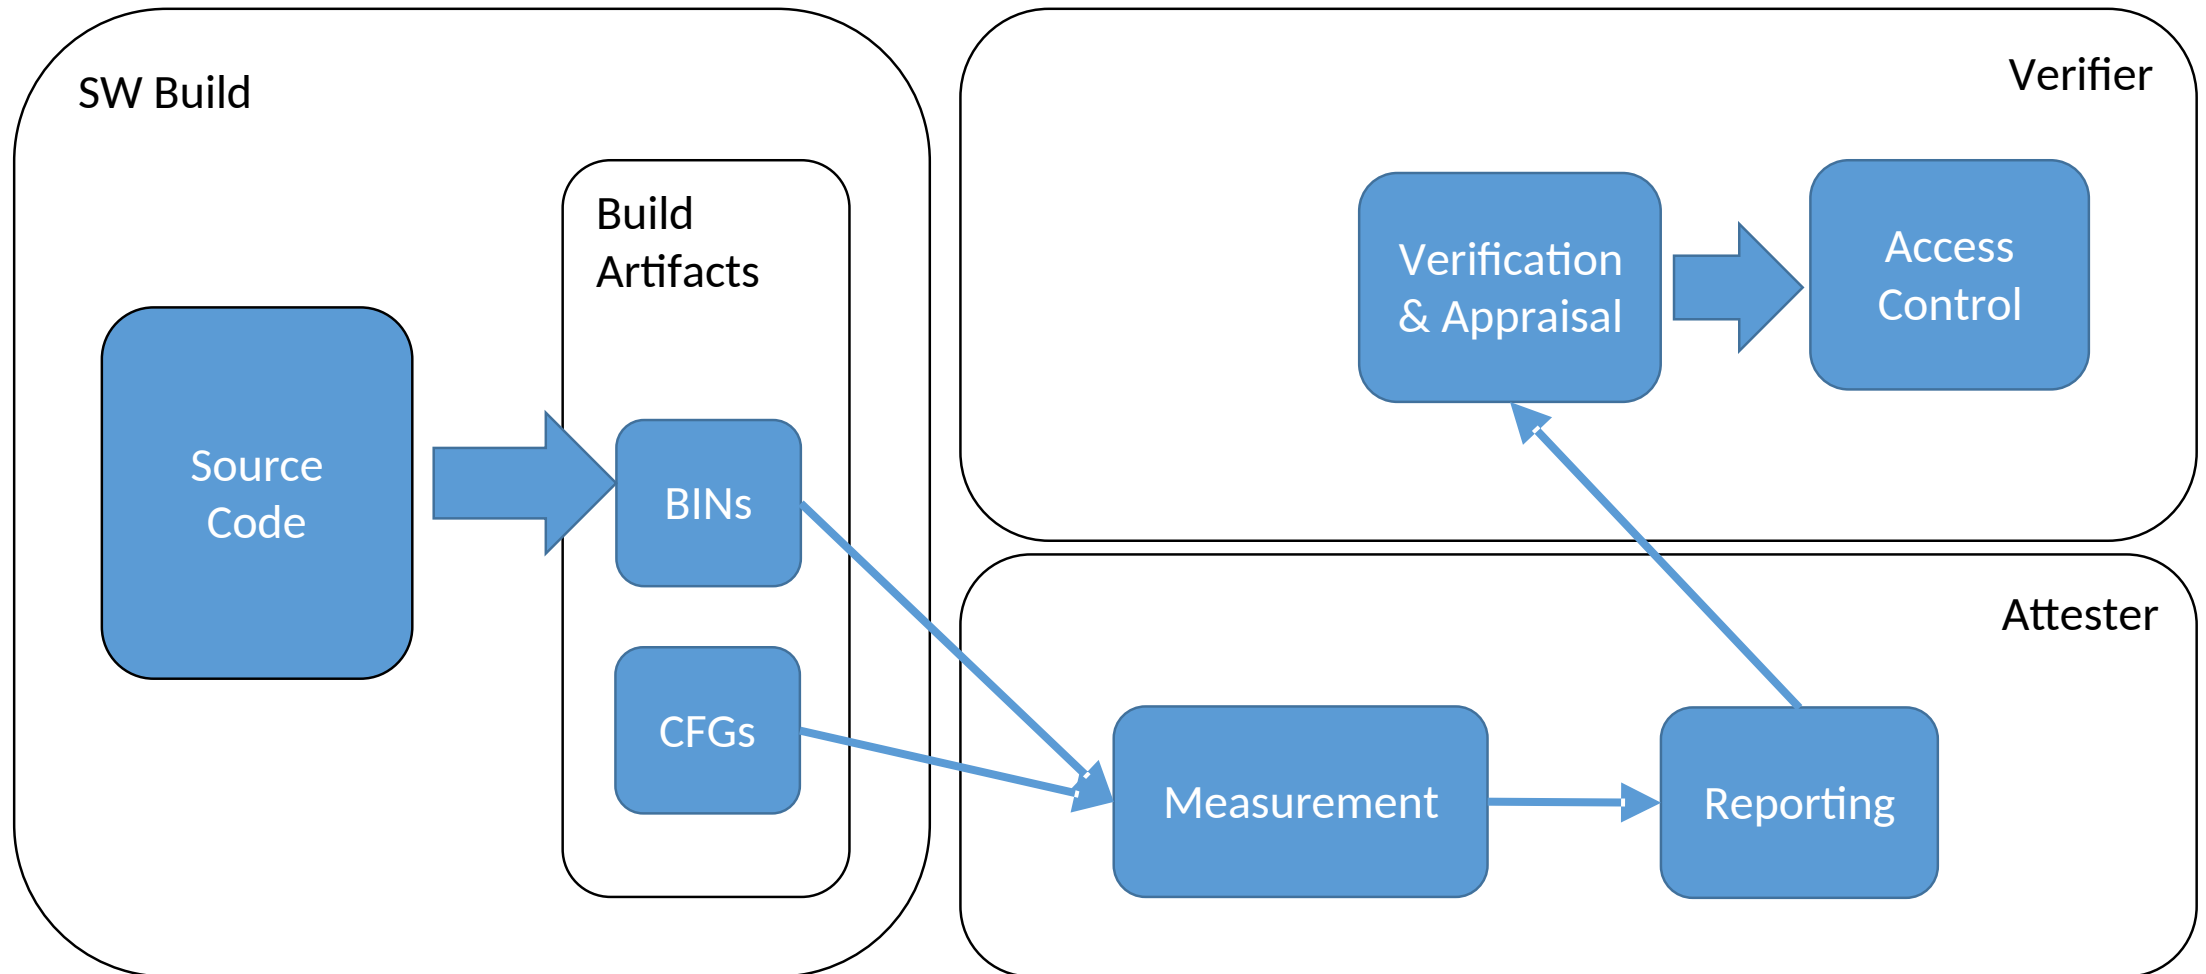 SW Build
Build
Artifacts
Source
Code
BINs
CFGs
Verifier
Verification
& Appraisal
Access
Control
Attester
Measurement
Reporting